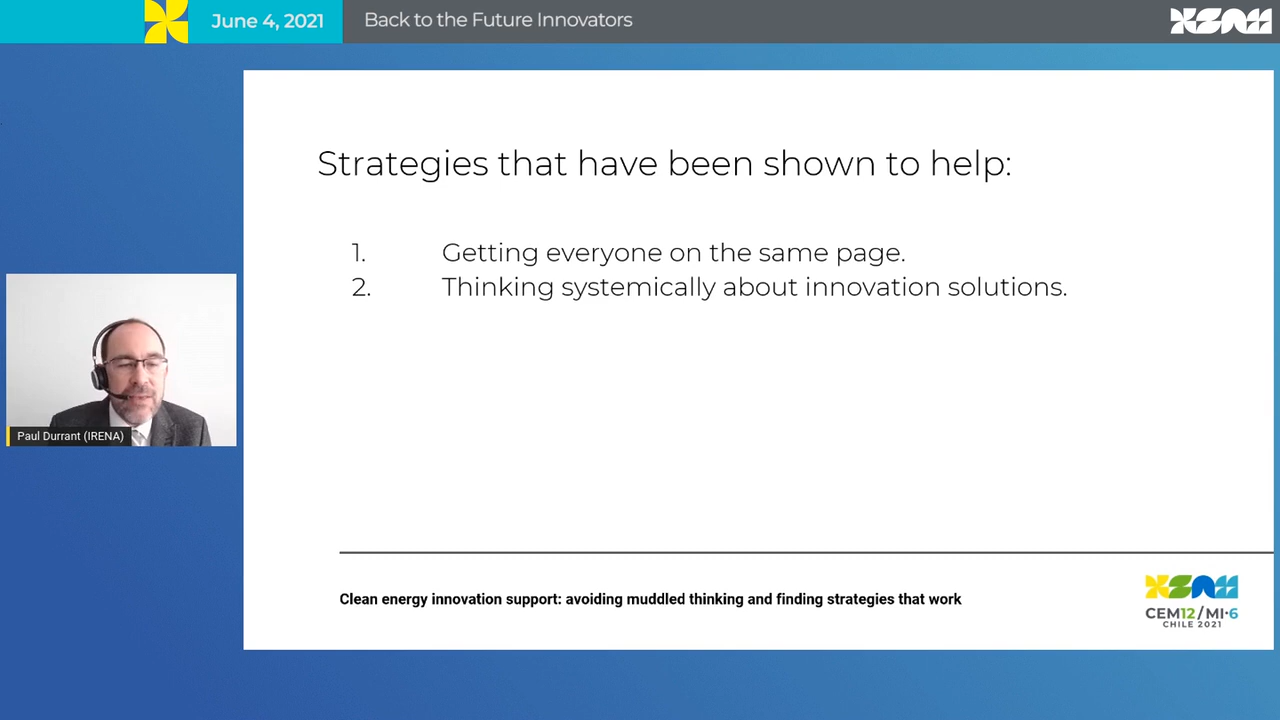 June 4, 2021
Back to the Future Innovators
Strategies that have been shown to help:
1. Getting everyone on the same page.
2. Thinking systemically about innovation solutions.
Paul Durrant (IRENA)
Clean energy innovation support: avoiding muddled thinking and finding strategies that work
CEM12/MI·6
CHILE 2021